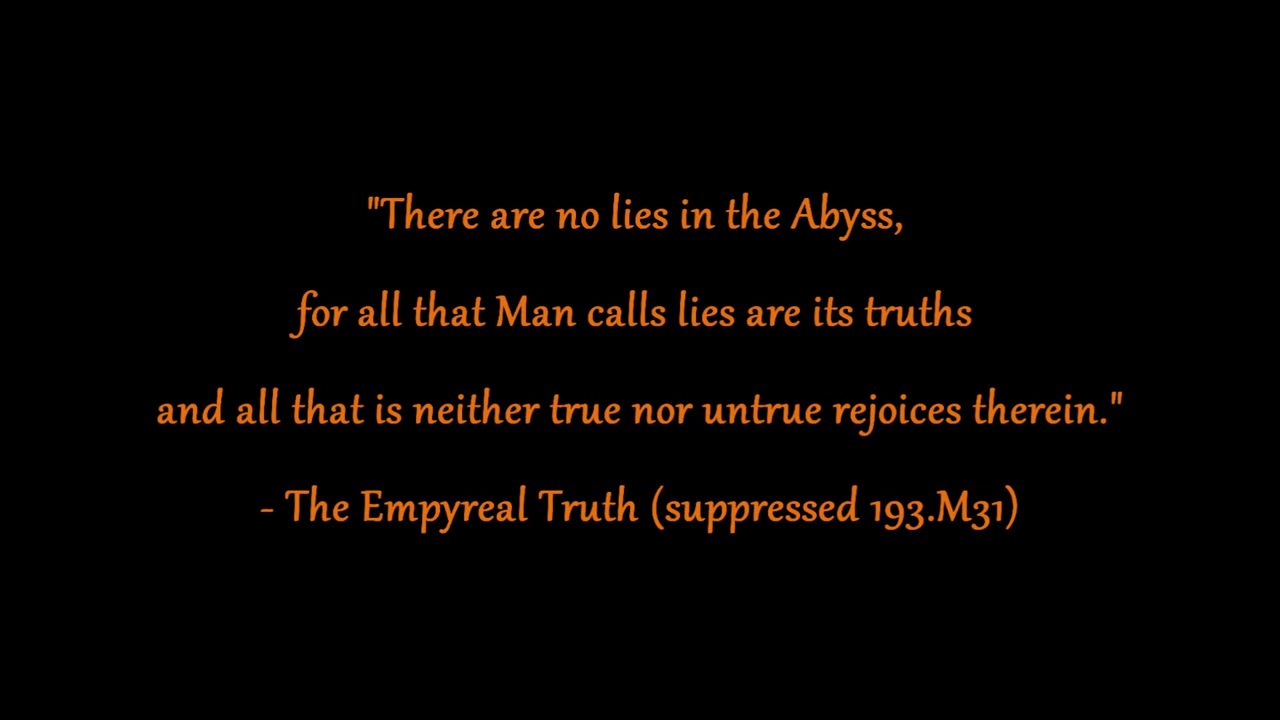 "There are no lies in the Abyss,
for all that Man calls lies are its truths
and all that is neither true nor untrue rejoices therein."
- The Empyreal Truth (suppressed 193.M31)